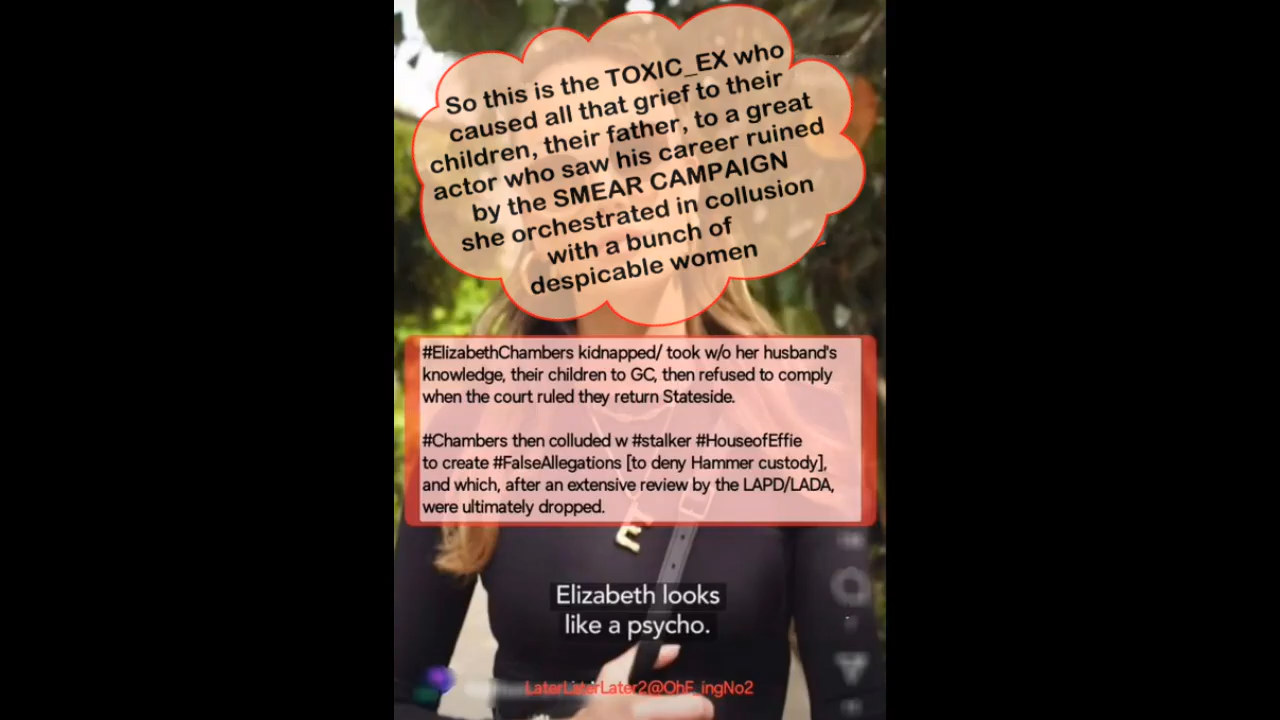 So this is the TOXIC_EX who
caused all that grief to their
children, their father, to a great
actor who saw his career ruined
by the SMEAR CAMPAIGN
she orchestrated in collusion
with a bunch of
despicable women
#ElizabethChambers kidnapped/ took w/o her husband's
knowledge, their children to GC, then refused to comply
when the court ruled they return Stateside.
#Chambers then colluded w #stalker #HouseofEffie
to create #FalseAllegations [to deny Hammer custody],
and which, after an extensive review by the LAPD/LADA,
were ultimately dropped.
E
Elizabeth looks
like a psycho.
LaterLaterLater2@OhF_ingNo2